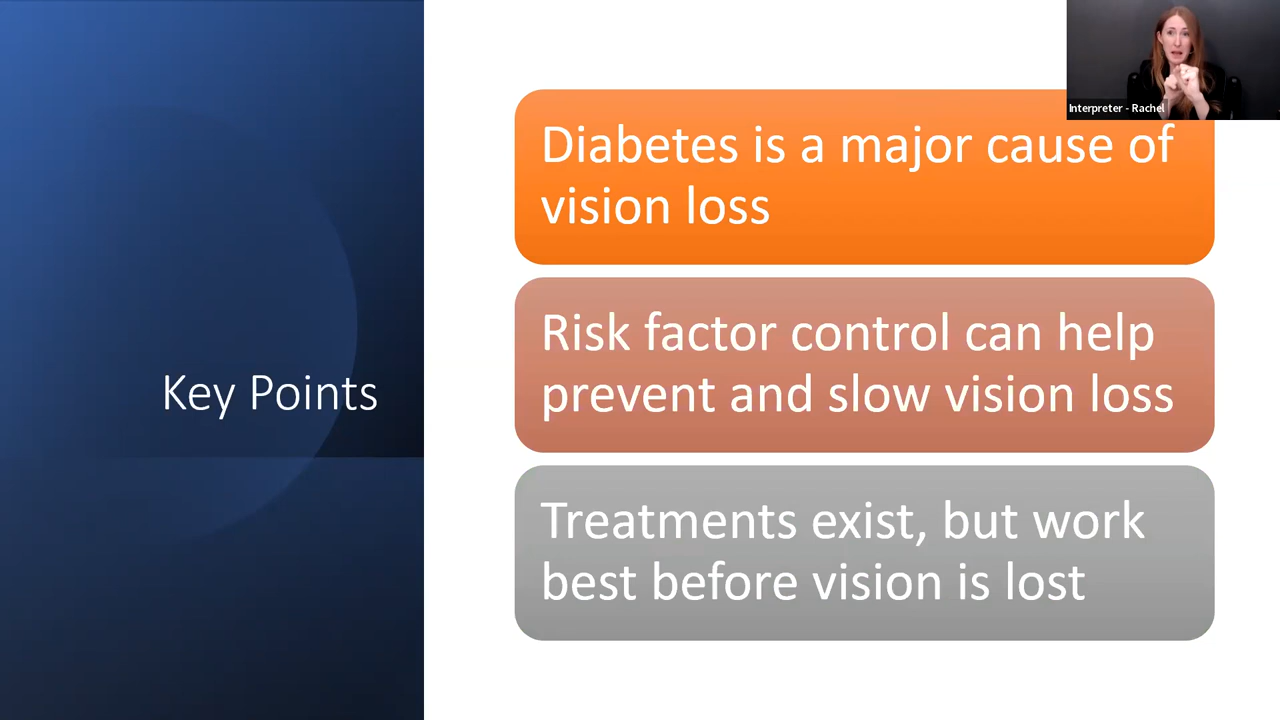 Interpreter - Rachel
Key Points
Diabetes is a major cause of
vision loss
Risk factor control can help
prevent and slow vision loss
Treatments exist, but work
best before vision is lost